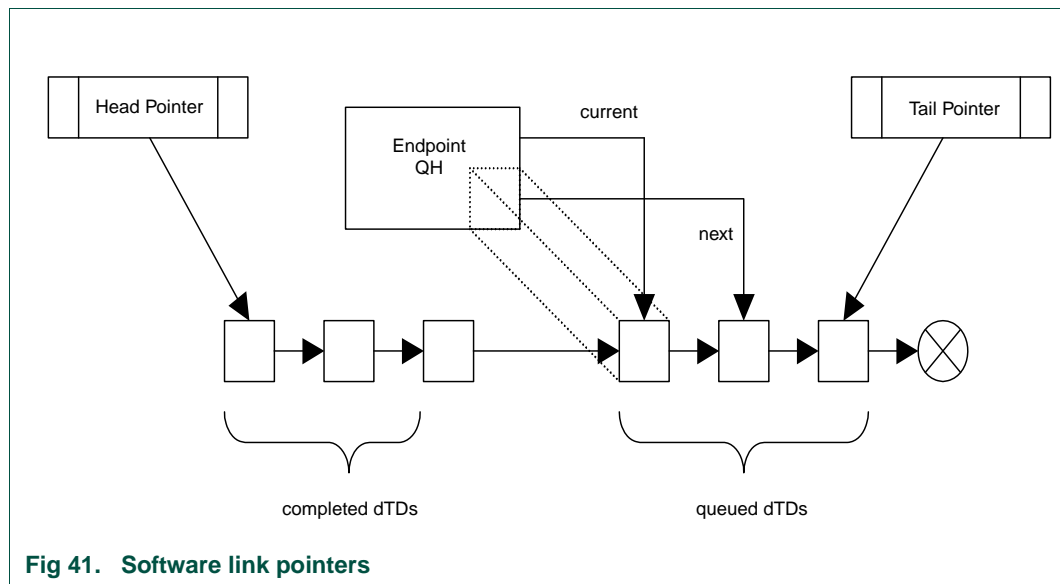 Head Pointer
Endpoint
QH
current
Tail Pointer
next
completed dTDs
queued dTDs
Fig 41. Software link pointers